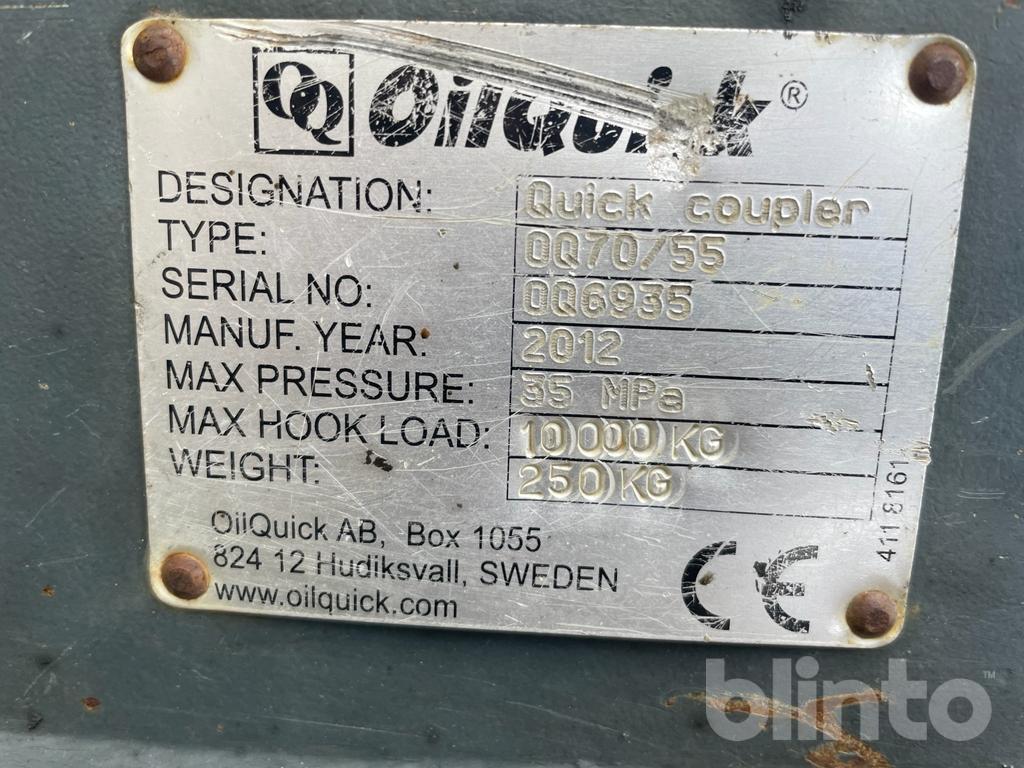 QQ OilQuick®
DESIGNATION: Quick coupler
TYPE: OQ70/55
SERIAL NO: OQ6935
MANUF. YEAR: 2012
MAX PRESSURE: 35 MPa
MAX HOOK LOAD: 10000 KG
WEIGHT: 250 KG
OilQuick AB, Box 1055
824 12 Hudiksvall, SWEDEN
www.oilquick.com
CE
411 8161
blinto™